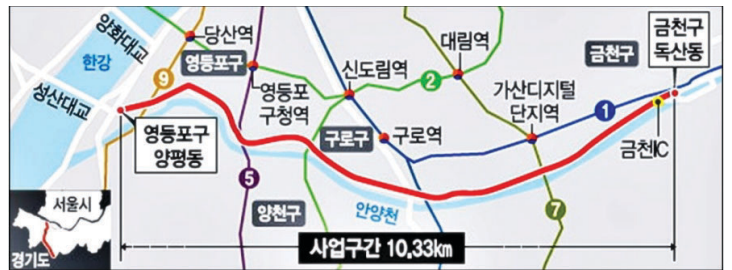 양화대교
당산역
영등포구
한강
9
성산대교
영등포
구청역
영등포구
양평동
신도림역
대림역
2
금천구
금천구
독산동
가산디지털
단지역
1
구로구
구로역
금천IC
5
양천구
안양천
7
서울시
경기도
사업구간 10.33km